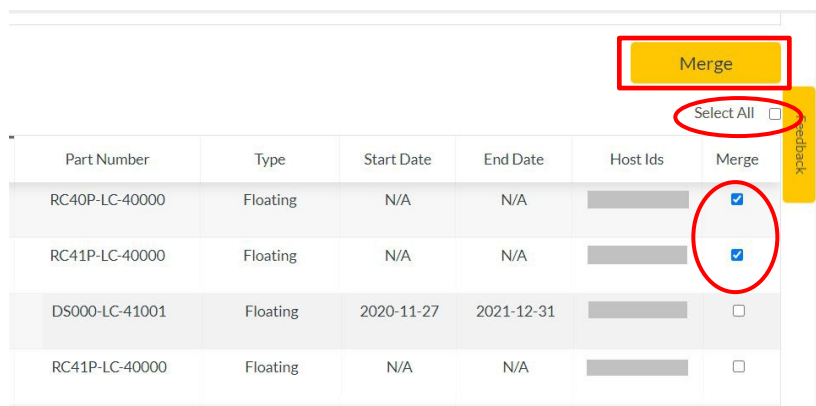 Merge
Select All
Feedback
Part Number Type Start Date End Date Host Ids Merge
RC40P-LC-40000 Floating N/A N/A
RC41P-LC-40000 Floating N/A N/A
DS000-LC-41001 Floating 2020-11-27 2021-12-31
RC41P-LC-40000 Floating N/A N/A